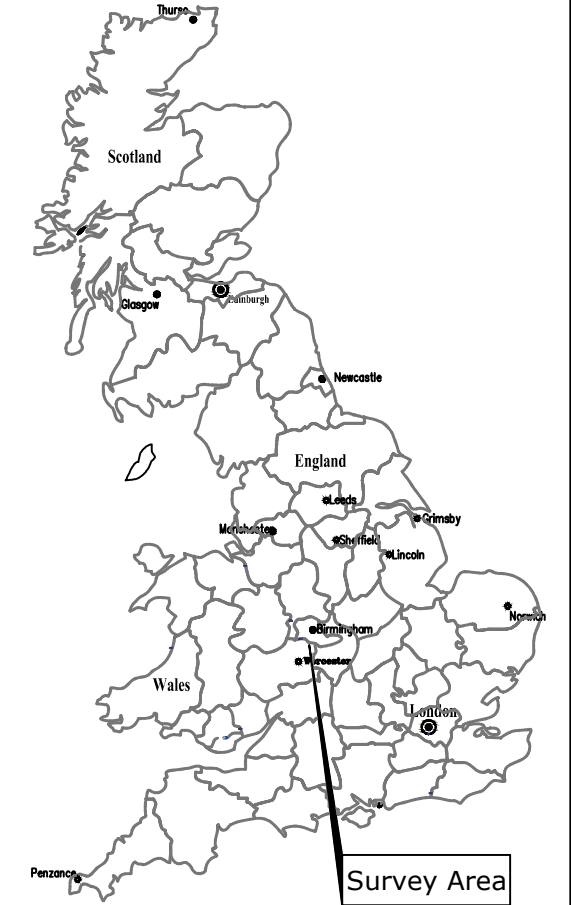 Thurso
Scotland
Glasgow
Edinburgh
Newcastle
England
Leeds
Grimsby
Manchester
Sheffield
Lincoln
Norwich
Birmingham
Worcester
Wales
London
Penzance
Survey Area